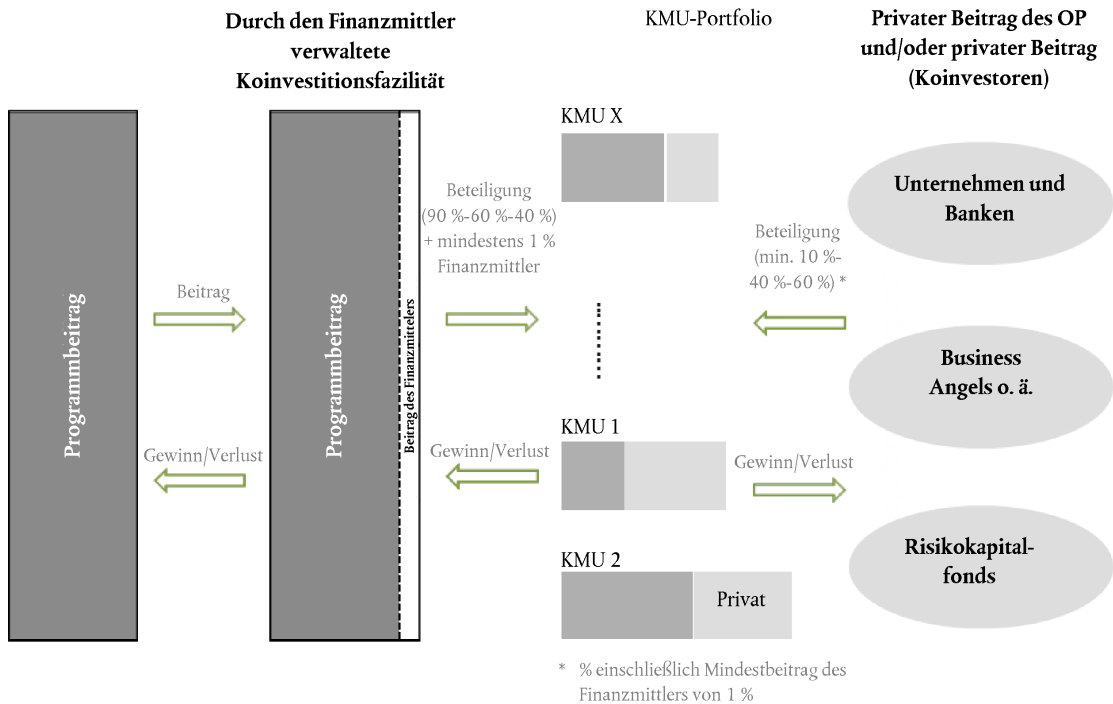 Durch den Finanzmittler
verwaltete
Koinvestitionsfazilität
KMU-Portfolio
Privater Beitrag des OP
und/oder privater Beitrag
(Koinvestoren)
Programmbeitrag
Beitrag
Gewinn/Verlust
Programmbeitrag
Beitrag des Finanzmittelers
Beteiligung
(90 %-60 %-40 %)
+ mindestens 1 %
Finanzmittler
Gewinn/Verlust
KMU X
KMU 1
KMU 2
Privat
Beteiligung
(min. 10 %-
40 %-60 %) *
Gewinn/Verlust
Unternehmen und
Banken
Business
Angels o. ä.
Risikokapital-
fonds
* % einschließlich Mindestbeitrag des
Finanzmittlers von 1 %